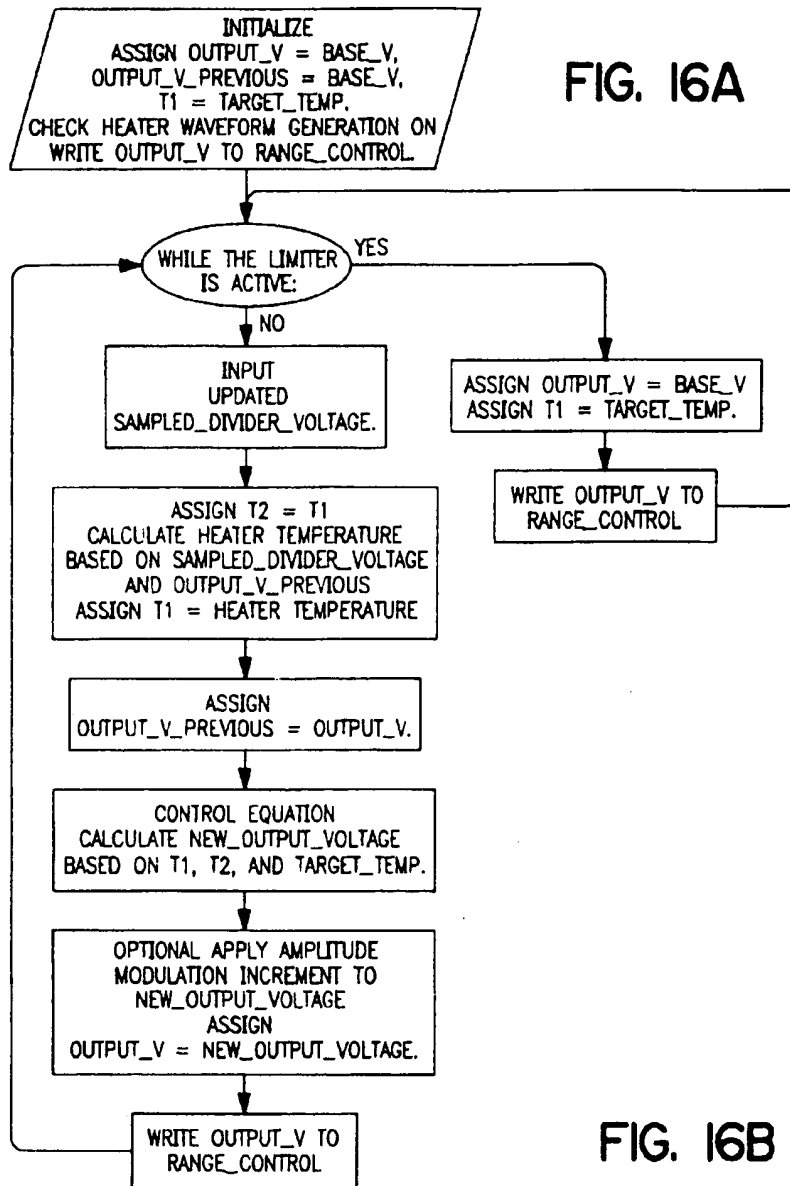 INITIALIZE
ASSIGN OUTPUT_V = BASE_V,
OUTPUT_V_PREVIOUS = BASE_V,
T1 = TARGET_TEMP.
CHECK HEATER WAVEFORM GENERATION ON
WRITE OUTPUT_V TO RANGE_CONTROL.
FIG. 16A
WHILE THE LIMITER
IS ACTIVE:
YES
NO
INPUT
UPDATED
SAMPLED_DIVIDER_VOLTAGE.
ASSIGN OUTPUT_V = BASE_V
ASSIGN T1 = TARGET_TEMP.
WRITE OUTPUT_V TO
RANGE_CONTROL
ASSIGN T2 = T1
CALCULATE HEATER TEMPERATURE
BASED ON SAMPLED_DIVIDER_VOLTAGE
AND OUTPUT_V_PREVIOUS
ASSIGN T1 = HEATER TEMPERATURE
ASSIGN
OUTPUT_V_PREVIOUS = OUTPUT_V.
CONTROL EQUATION
CALCULATE NEW_OUTPUT_VOLTAGE
BASED ON T1, T2, AND TARGET_TEMP.
OPTIONAL APPLY AMPLITUDE
MODULATION INCREMENT TO
NEW_OUTPUT_VOLTAGE
ASSIGN
OUTPUT_V = NEW_OUTPUT_VOLTAGE.
WRITE OUTPUT_V TO
RANGE_CONTROL
FIG. 16B